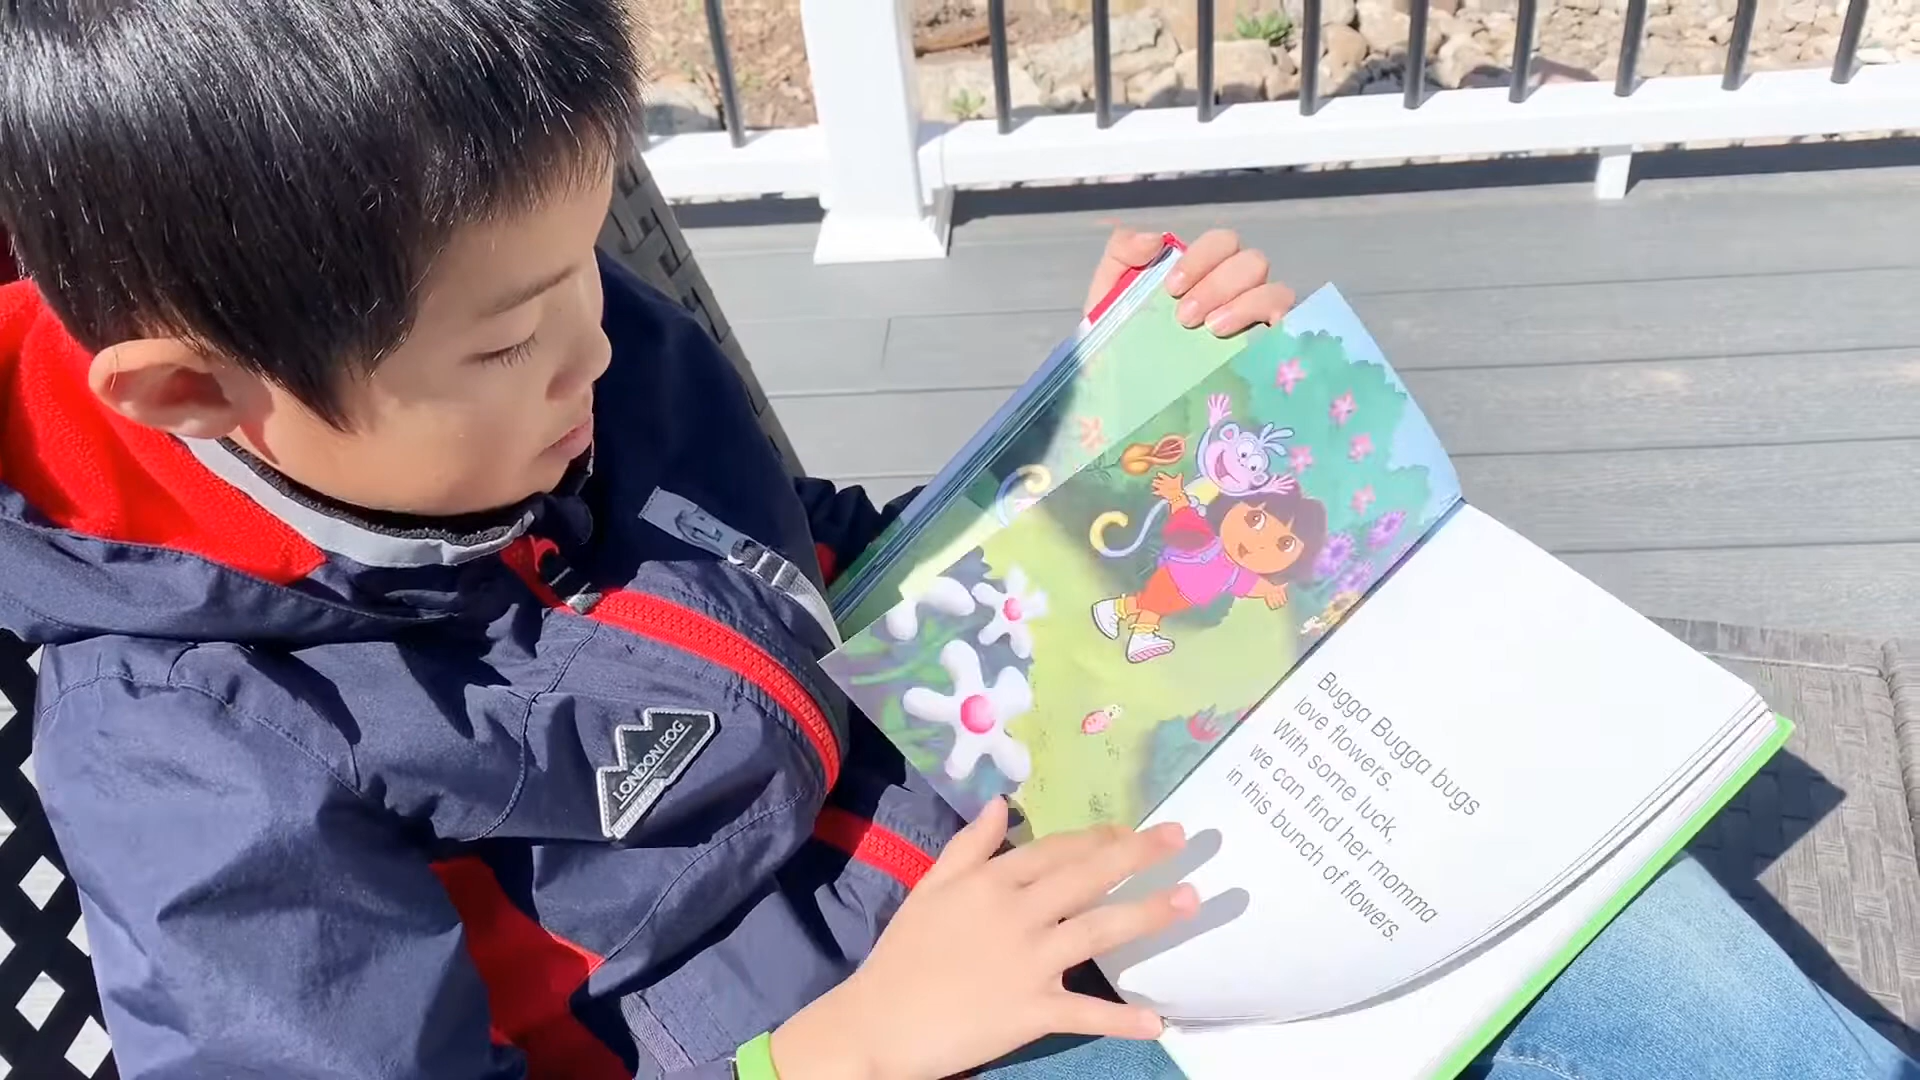 LONDON FOG
Bugga Bugga bugs
love flowers.
With some luck,
we can find her momma
in this bunch of flowers.